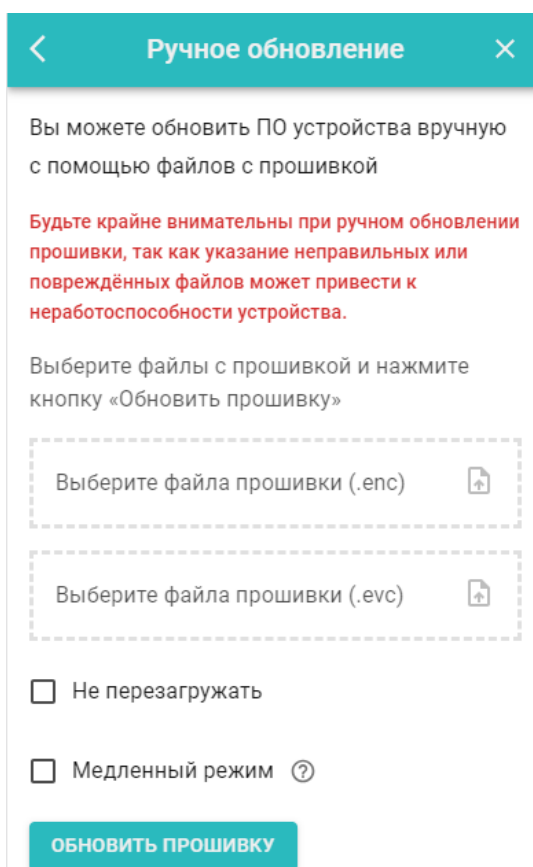 Ручное обновление
Вы можете обновить ПО устройства вручную
с помощью файлов с прошивкой
Будьте крайне внимательны при ручном обновлении
прошивки, так как указание неправильных или
повреждённых файлов может привести к
неработоспособности устройства.
Выберите файлы с прошивкой и нажмите
кнопку «Обновить прошивку»
Выберите файла прошивки (.enc)
Выберите файла прошивки (.evc)
Не перезагружать
Медленный режим ?
ОБНОВИТЬ ПРОШИВКУ